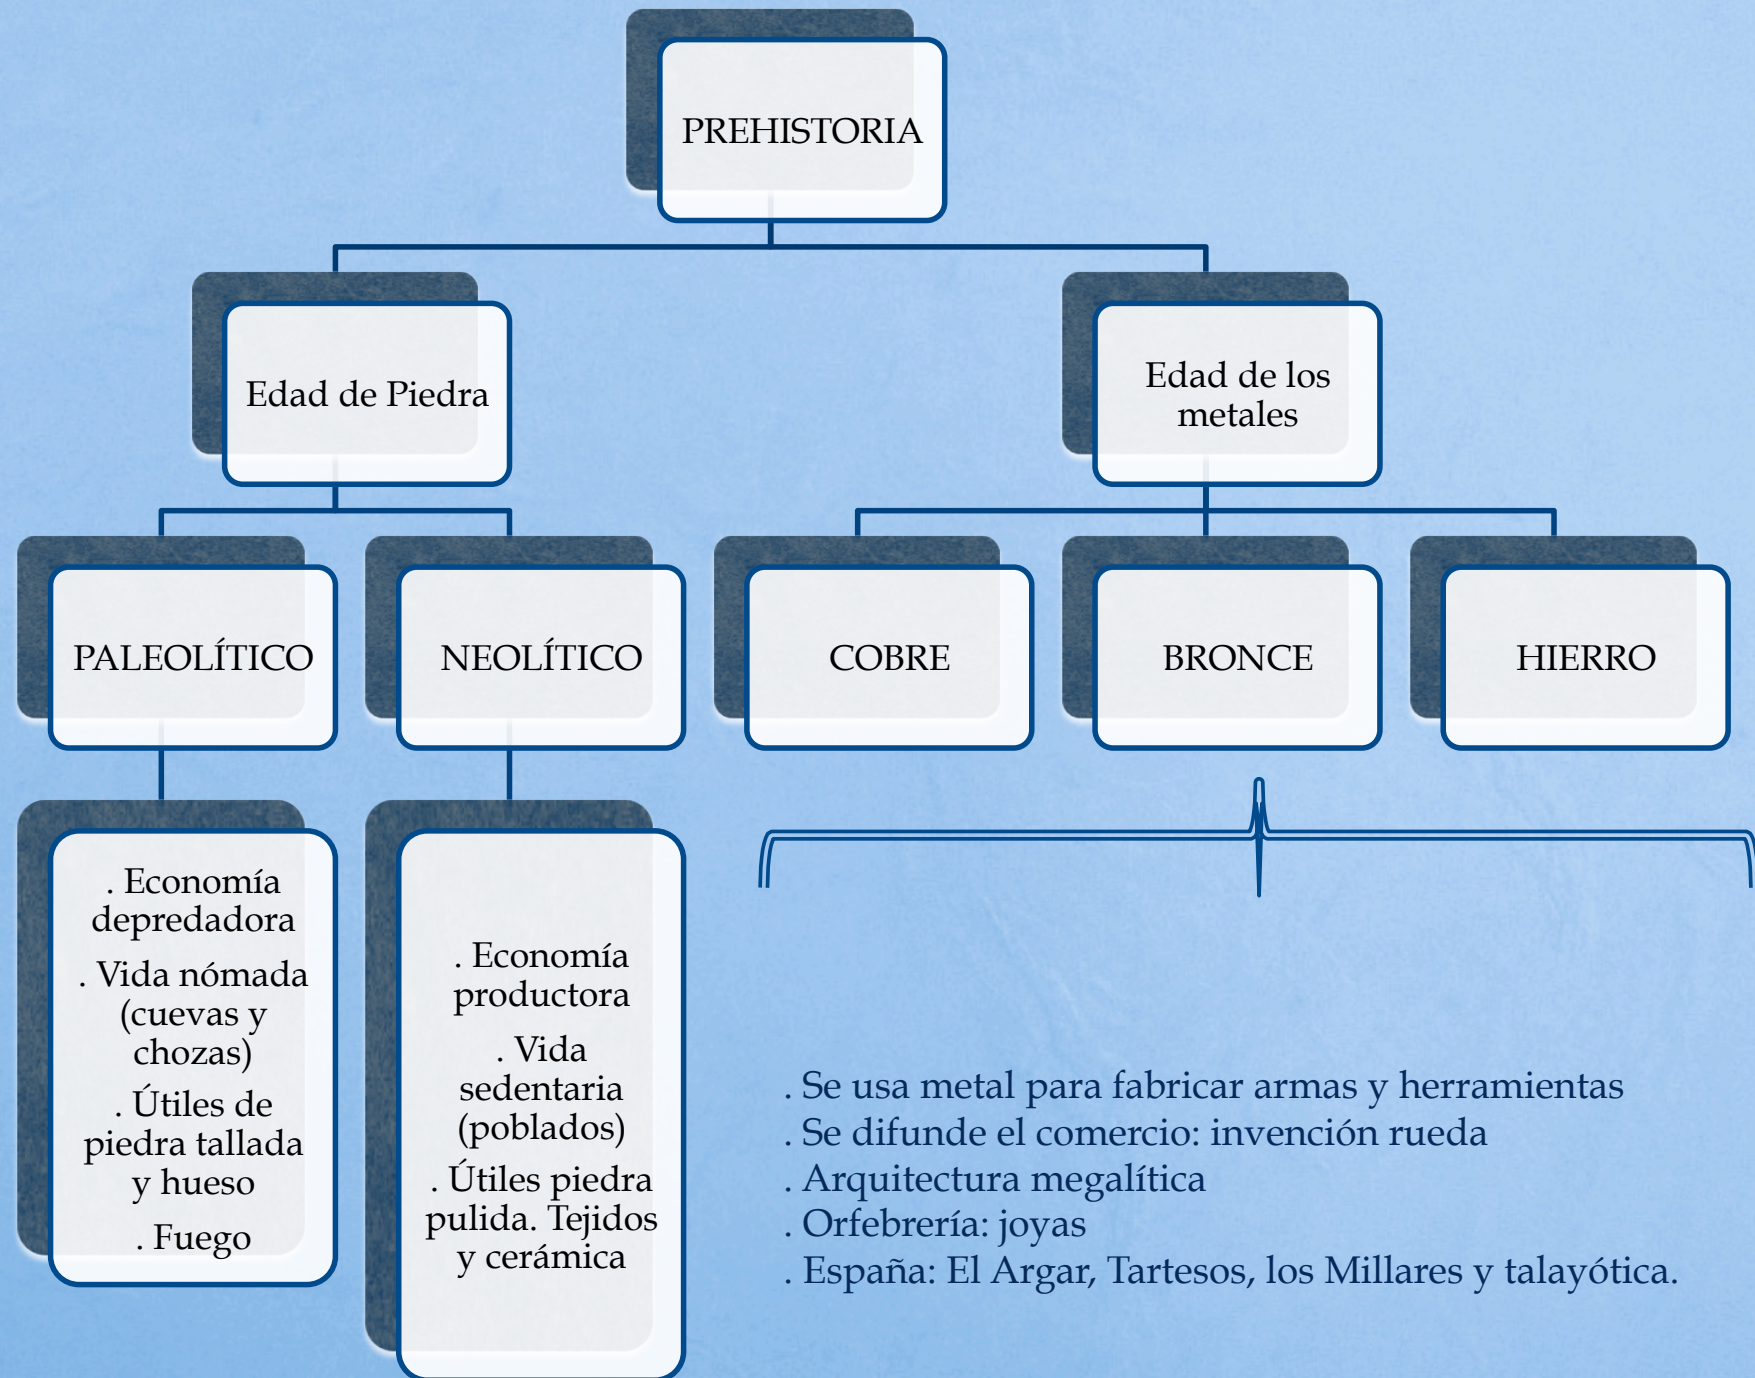 PREHISTORIA
Edad de Piedra
Edad de los
metales
PALEOLÍTICO
NEOLÍTICO
COBRE
BRONCE
HIERRO
. Economía
depredadora
. Vida nómada
(cuevas y
chozas)
. Útiles de
piedra tallada
y hueso
. Fuego
. Economía
productora
. Vida
sedentaria
(poblados)
. Útiles piedra
pulida. Tejidos
y cerámica
. Se usa metal para fabricar armas y herramientas
. Se difunde el comercio: invención rueda
. Arquitectura megalítica
. Orfebrería: joyas
. España: El Argar, Tartesos, los Millares y talayótica.